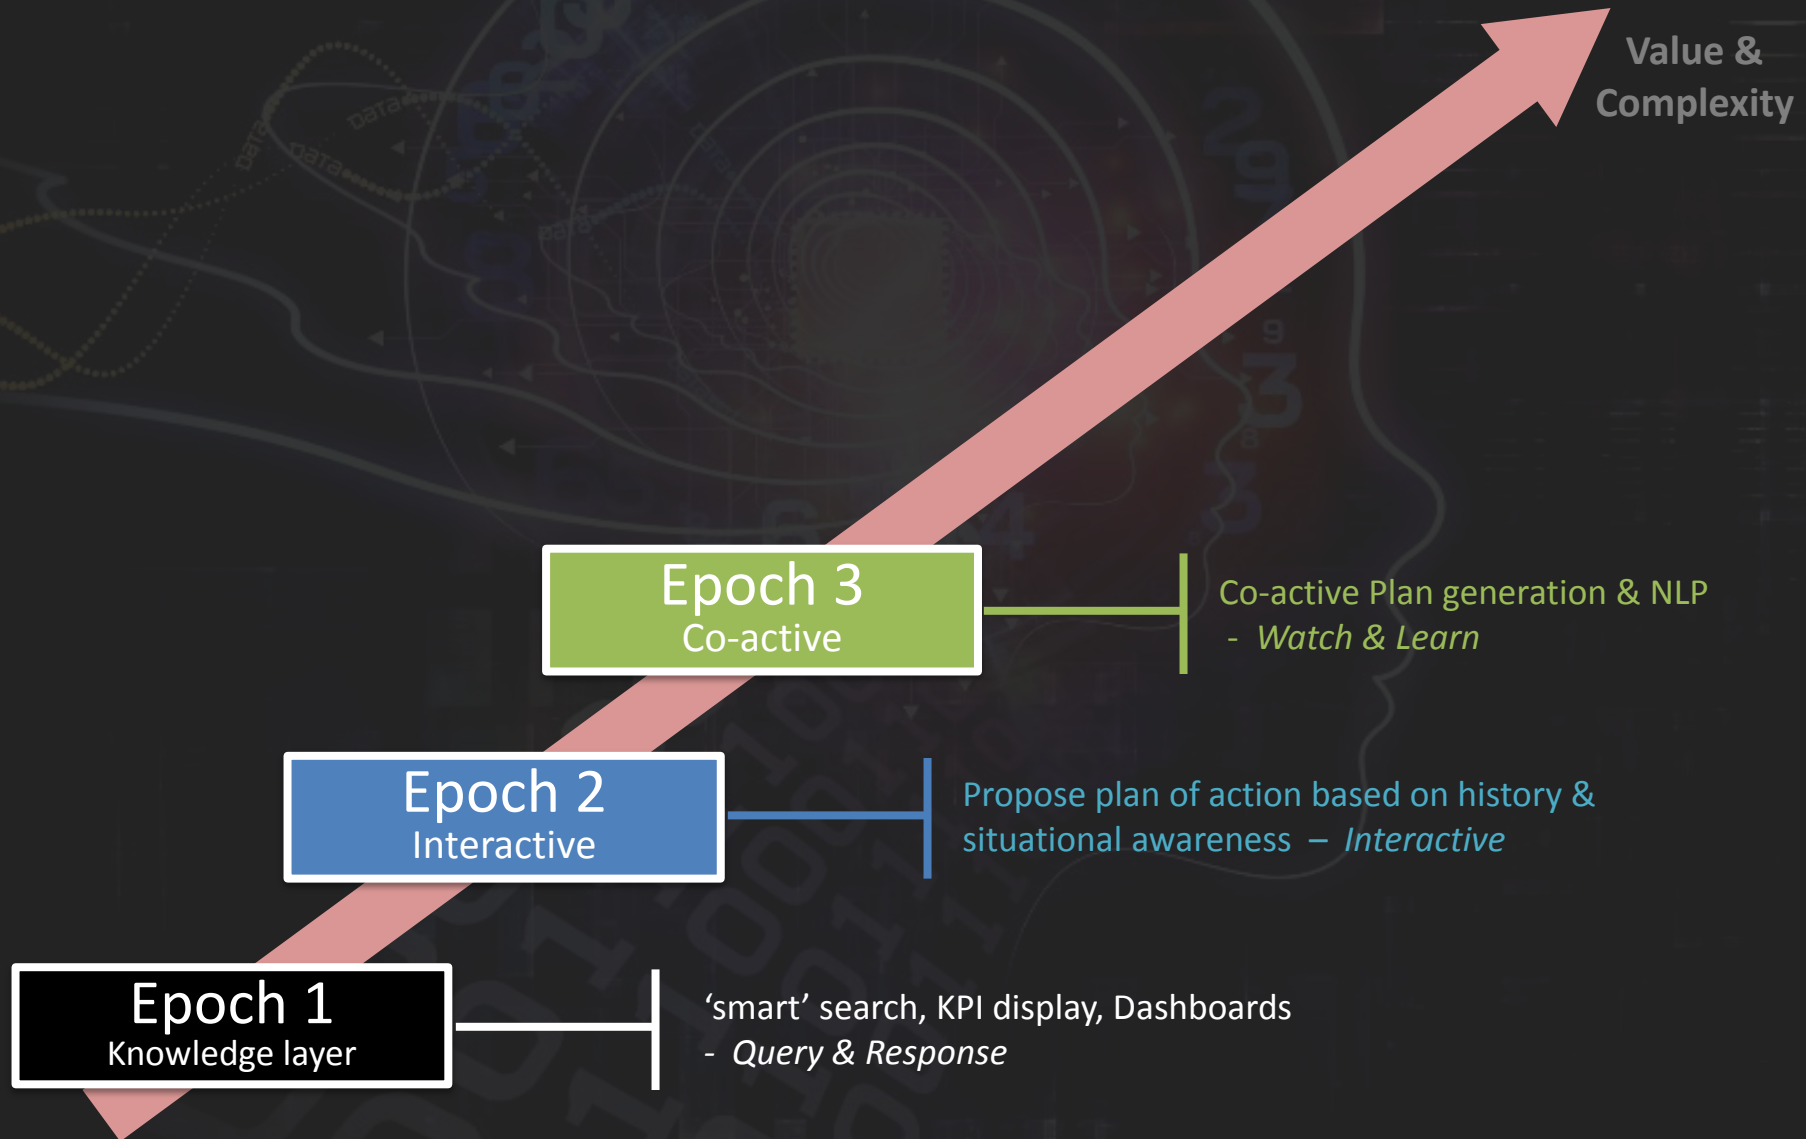 Value &
Complexity
Epoch 3
Co-active
Co-active Plan generation & NLP
- Watch & Learn
Epoch 2
Interactive
Propose plan of action based on history &
situational awareness – Interactive
Epoch 1
Knowledge layer
‘smart’ search, KPI display, Dashboards
- Query & Response